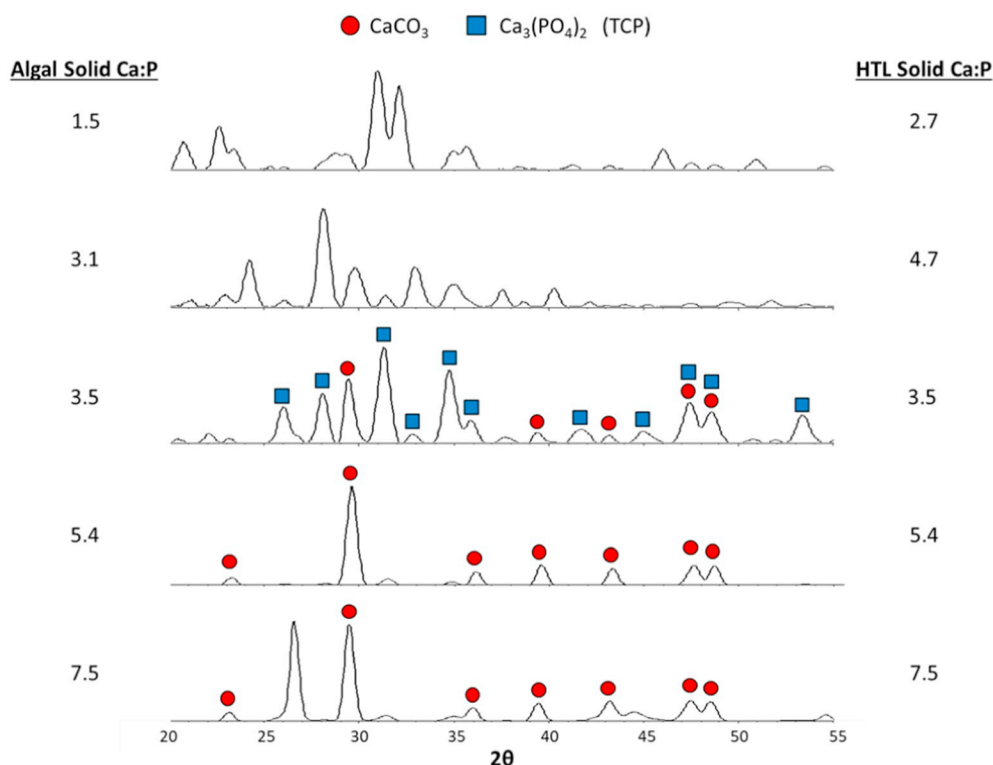 CaCO₃ Ca₃(PO₄)₂ (TCP)
Algal Solid Ca:P HTL Solid Ca:P
1.5 2.7
3.1 4.7
3.5 3.5
5.4 5.4
7.5 7.5
20 25 30 35 40 45 50 55
2θ